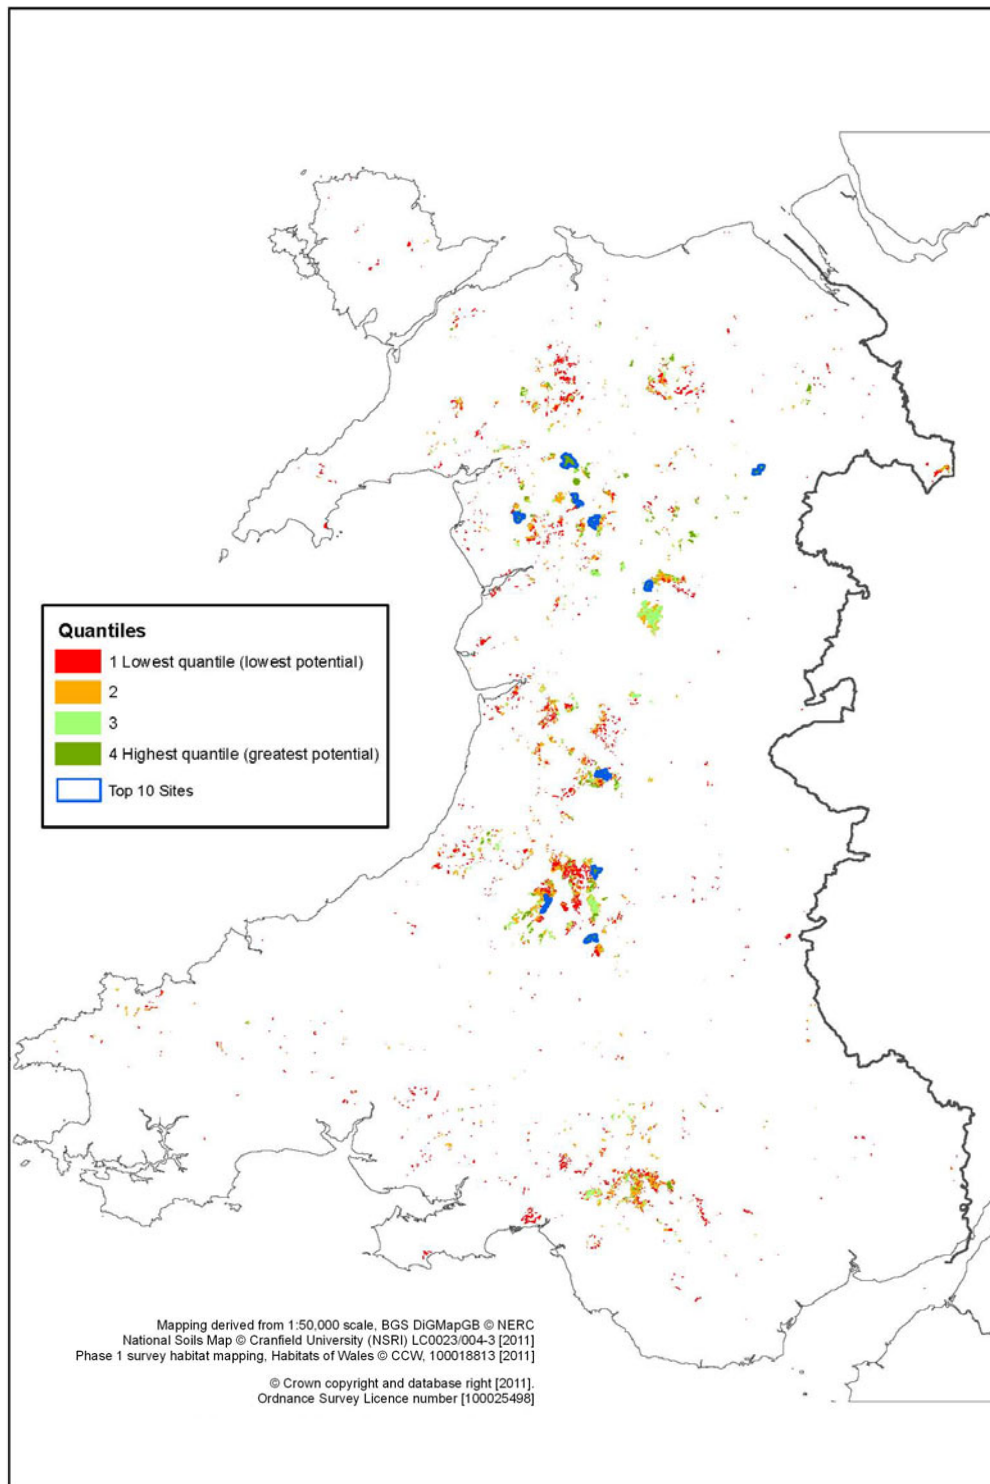 Quantiles
1 Lowest quantile (lowest potential)
2
3
4 Highest quantile (greatest potential)
Top 10 Sites
Mapping derived from 1:50,000 scale, BGS DiGMapGB © NERC
National Soils Map © Cranfield University (NSRI) LC0023/004-3 [2011]
Phase 1 survey habitat mapping, Habitats of Wales © CCW, 100018813 [2011]
© Crown copyright and database right [2011].
Ordnance Survey Licence number [100025498]